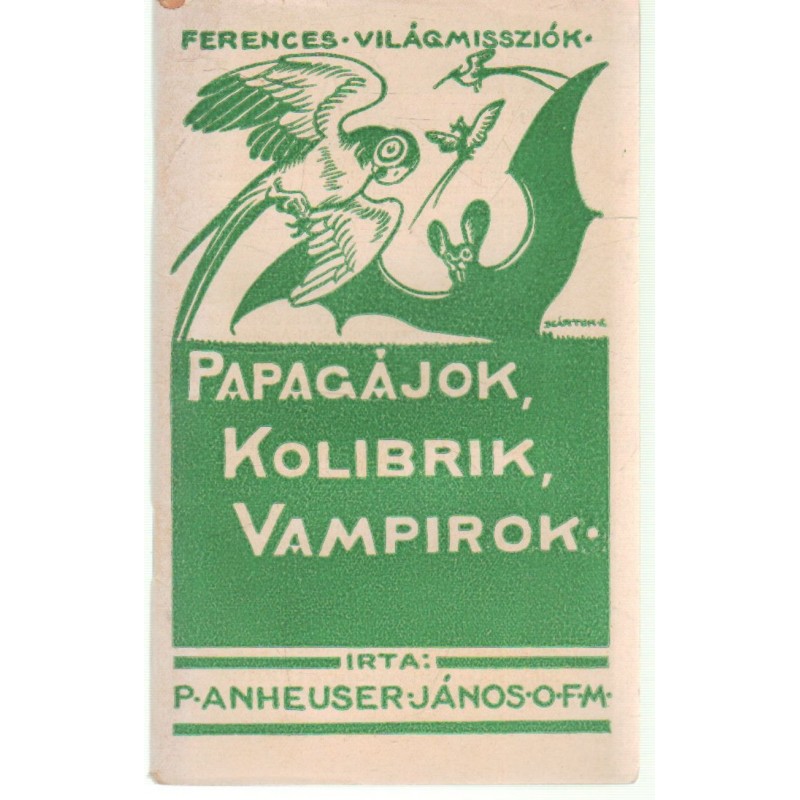 FERENCES·VILÁGMISSZIÓK·
PAPAGÁJOK,
KOLIBRIK,
VAMPIROK·
IRTA:
P·ANHEUSER·JÁNOS·O·F·M·